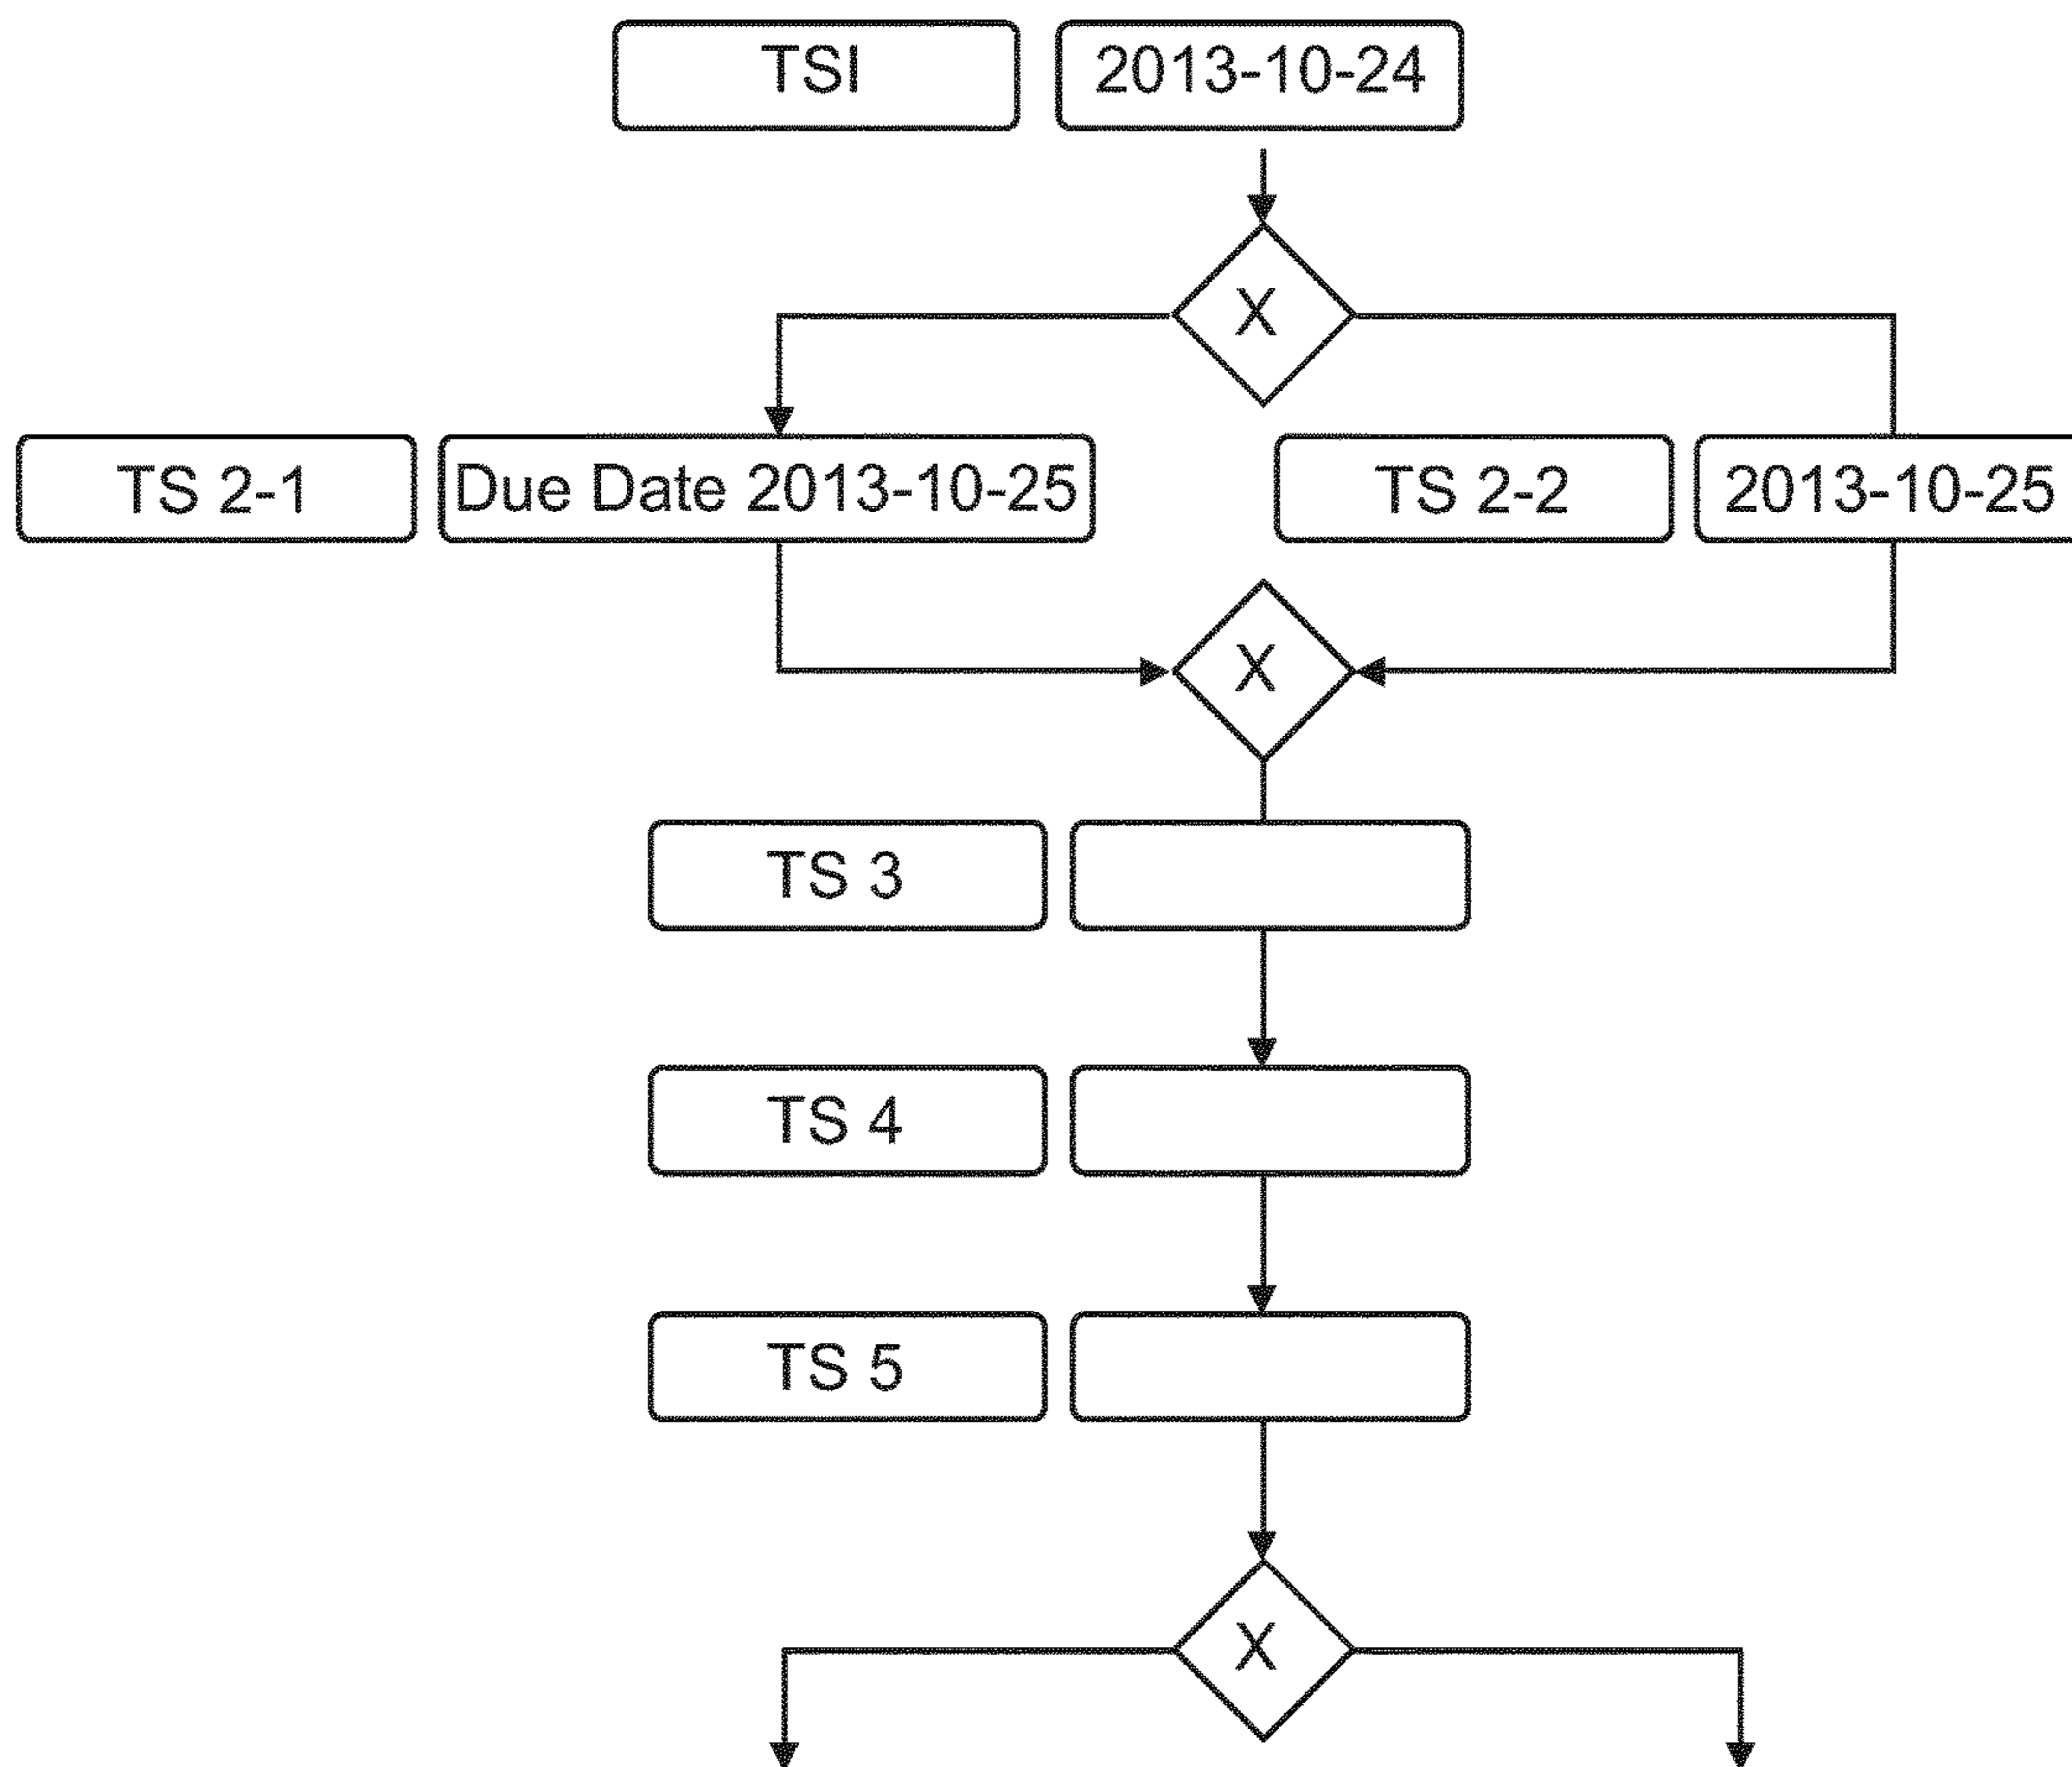 TSI 2013-10-24
X
TS 2-1 Due Date 2013-10-25 TS 2-2 2013-10-25
X
TS 3
TS 4
TS 5
X